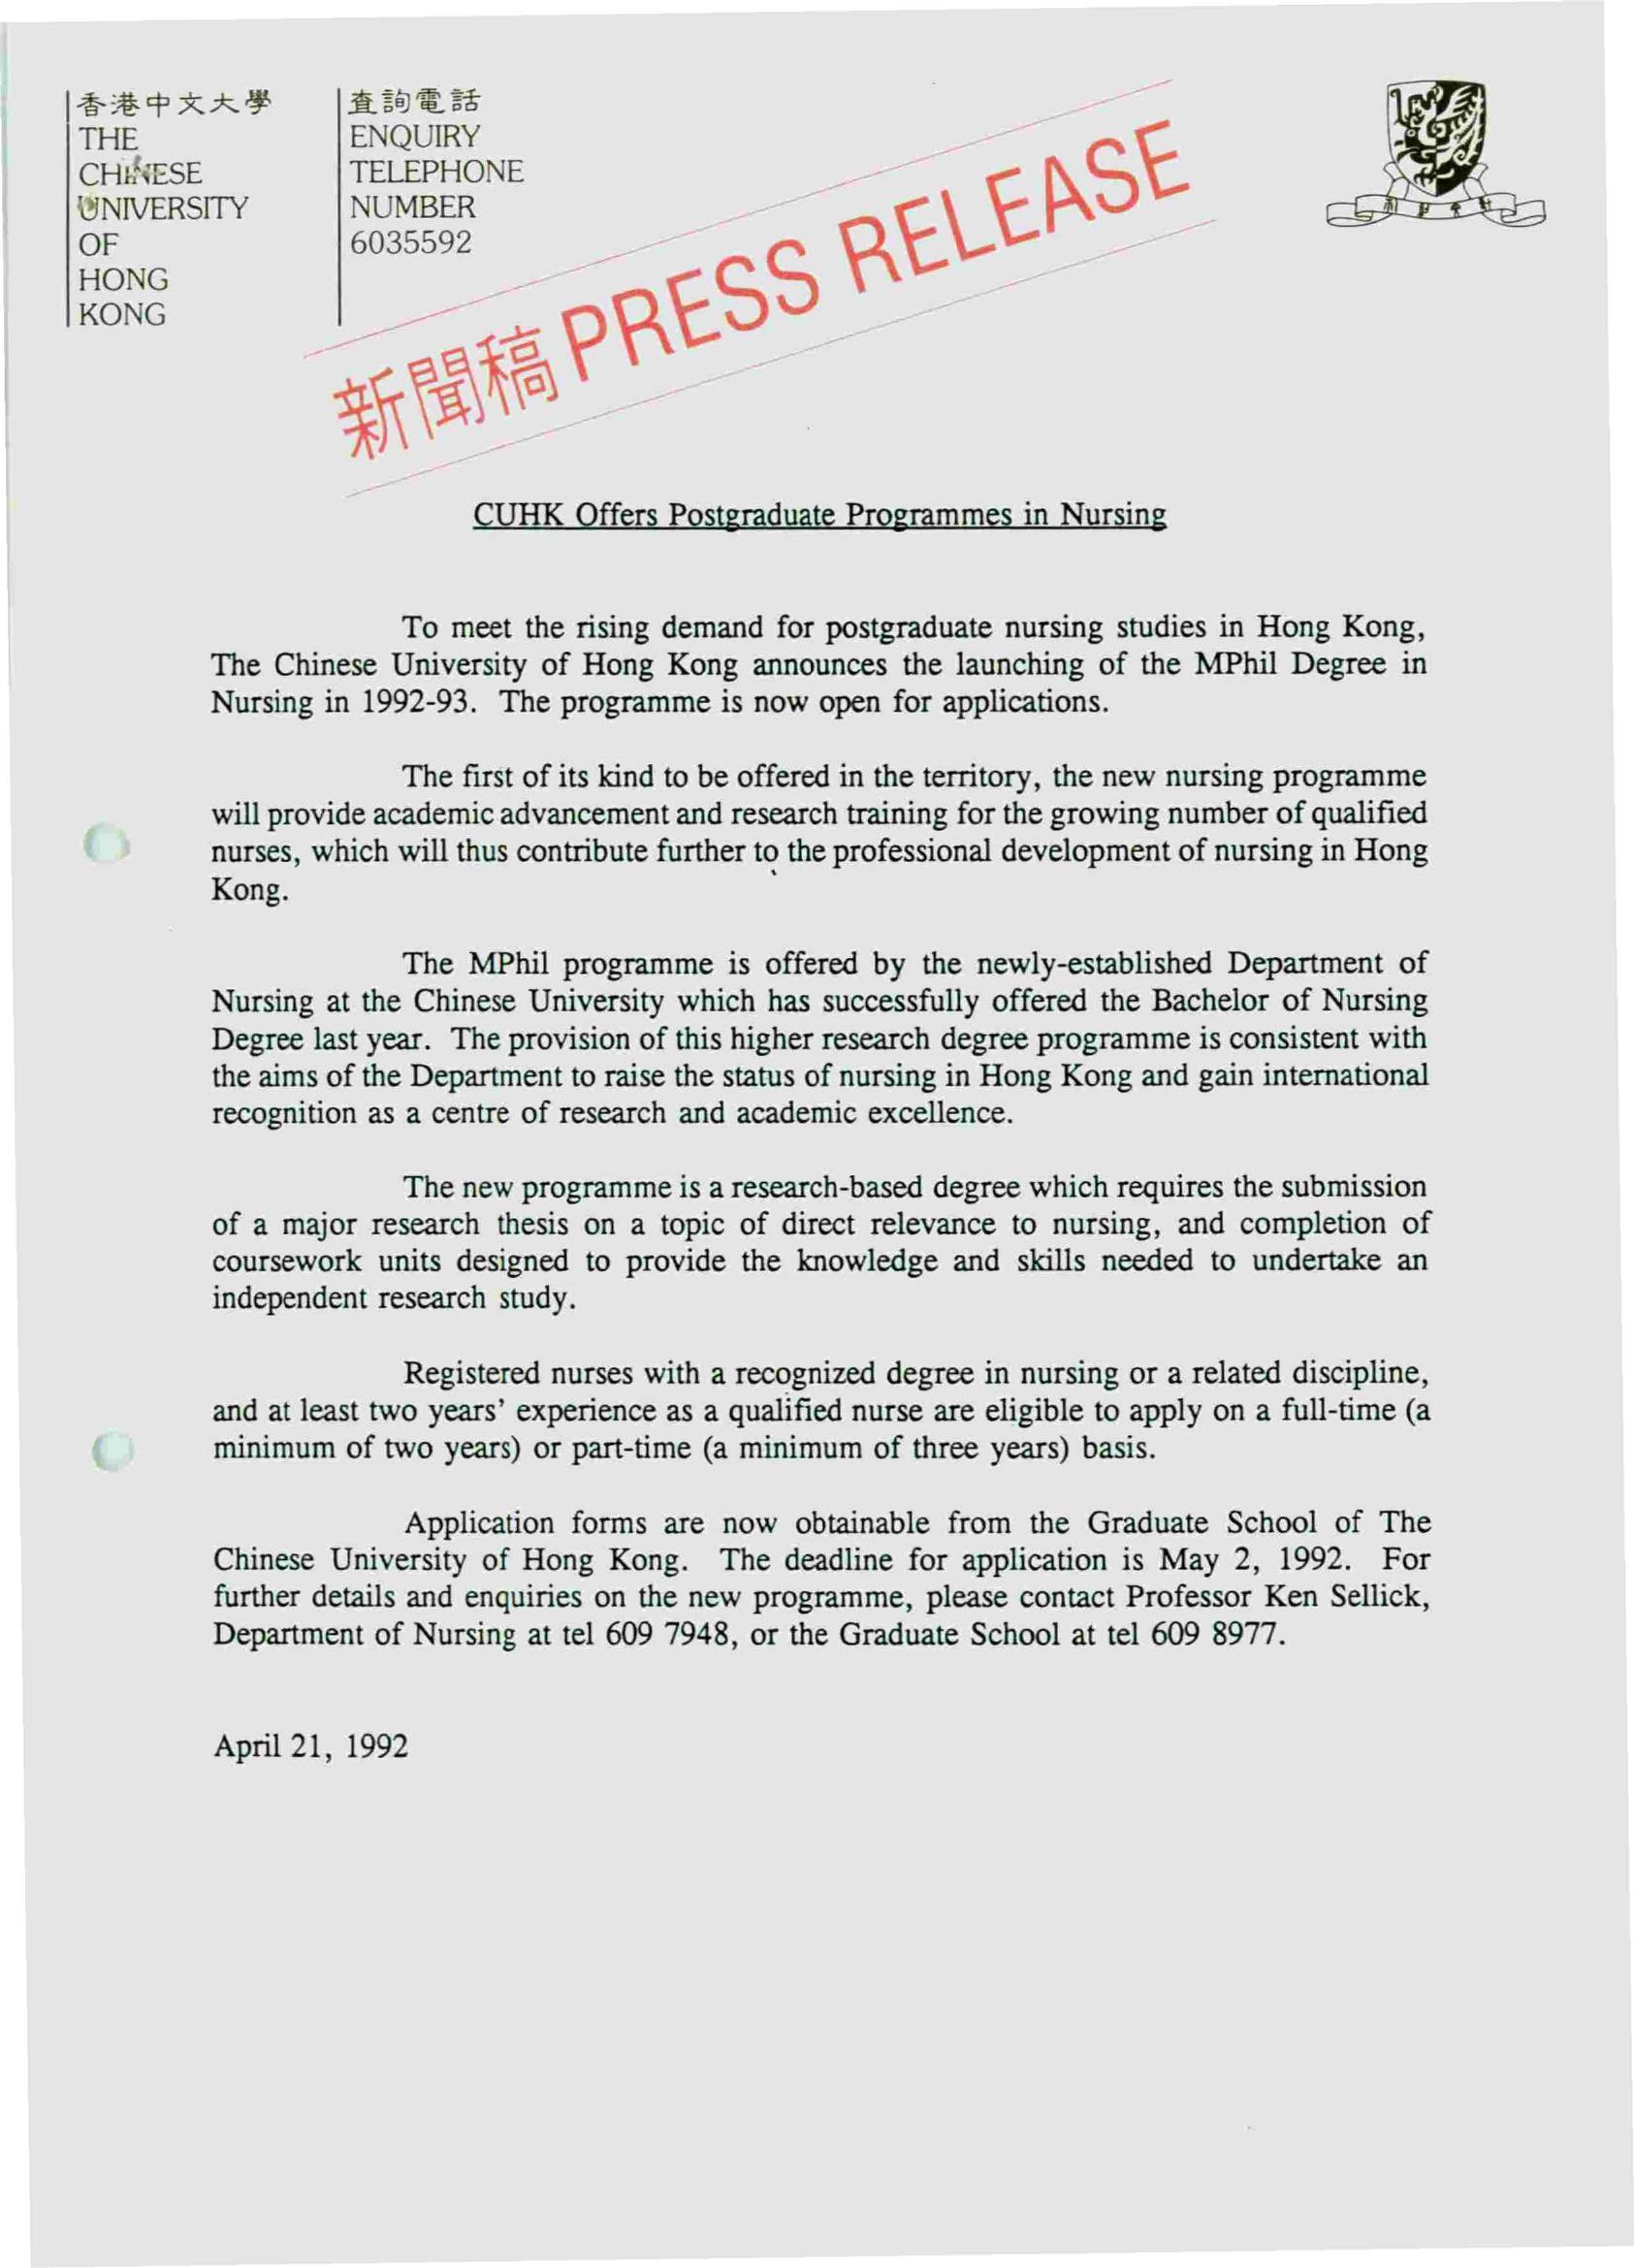 香港中文大學
THE
CHINESE
UNIVERSITY
OF
HONG
KONG
查詢電話
ENQUIRY
TELEPHONE
NUMBER
6035592
新聞稿 PRESS RELEASE
CUHK Offers Postgraduate Programmes in Nursing
To meet the rising demand for postgraduate nursing studies in Hong Kong,
The Chinese University of Hong Kong announces the launching of the MPhil Degree in
Nursing in 1992-93. The programme is now open for applications.
The first of its kind to be offered in the territory, the new nursing programme
will provide academic advancement and research training for the growing number of qualified
nurses, which will thus contribute further to the professional development of nursing in Hong
Kong.
The MPhil programme is offered by the newly-established Department of
Nursing at the Chinese University which has successfully offered the Bachelor of Nursing
Degree last year. The provision of this higher research degree programme is consistent with
the aims of the Department to raise the status of nursing in Hong Kong and gain international
recognition as a centre of research and academic excellence.
The new programme is a research-based degree which requires the submission
of a major research thesis on a topic of direct relevance to nursing, and completion of
coursework units designed to provide the knowledge and skills needed to undertake an
independent research study.
Registered nurses with a recognized degree in nursing or a related discipline,
and at least two years' experience as a qualified nurse are eligible to apply on a full-time (a
minimum of two years) or part-time (a minimum of three years) basis.
Application forms are now obtainable from the Graduate School of The
Chinese University of Hong Kong. The deadline for application is May 2, 1992. For
further details and enquiries on the new programme, please contact Professor Ken Sellick,
Department of Nursing at tel 609 7948, or the Graduate School at tel 609 8977.
April 21, 1992